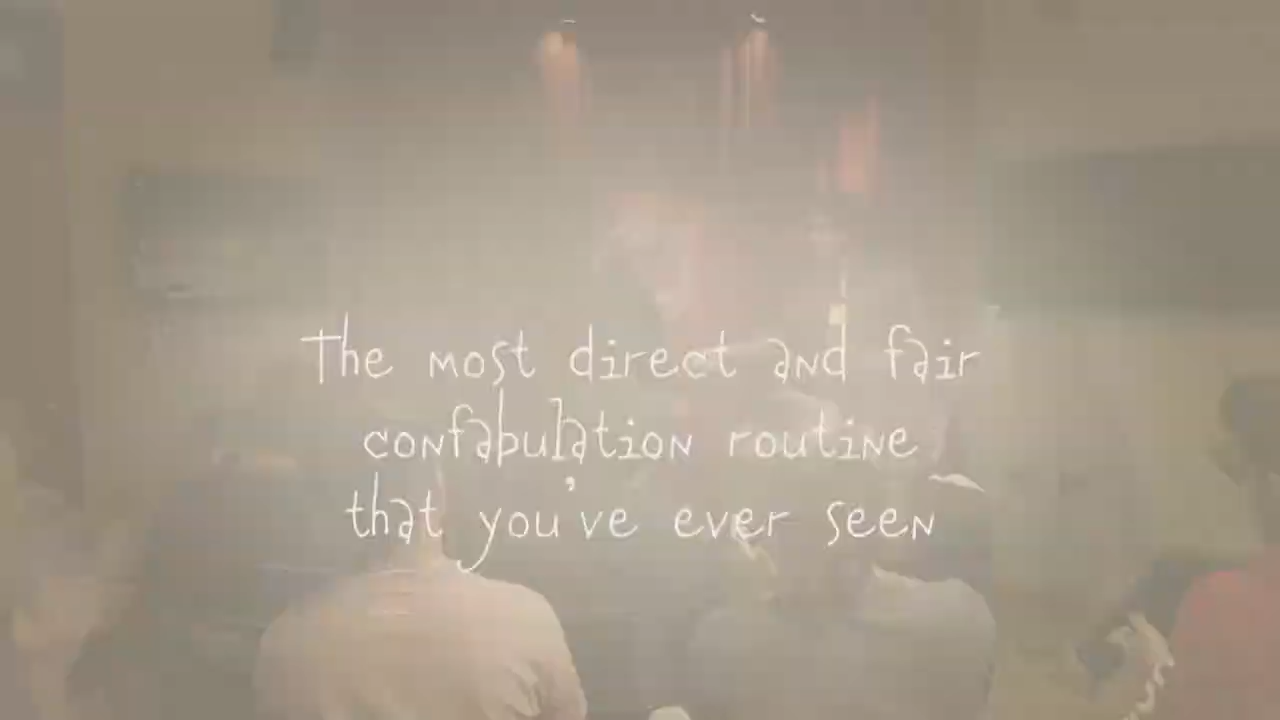 The most direct and fair
confabulation routine
that you've ever seen